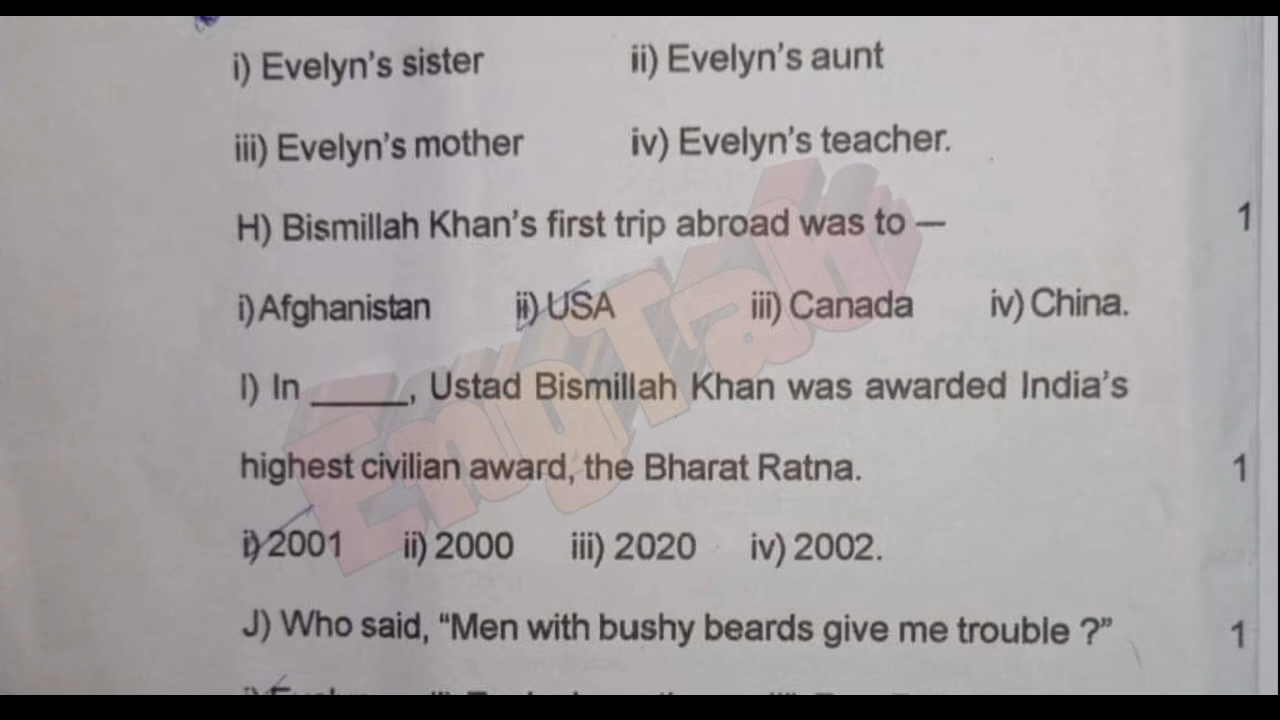 i) Evelyn's sister ii) Evelyn's aunt
iii) Evelyn's mother iv) Evelyn's teacher.
H) Bismillah Khan's first trip abroad was to — 1
i) Afghanistan ii) USA iii) Canada iv) China.
I) In _____, Ustad Bismillah Khan was awarded India's
highest civilian award, the Bharat Ratna. 1
i) 2001 ii) 2000 iii) 2020 iv) 2002.
J) Who said, “Men with bushy beards give me trouble ?” 1
EngTab